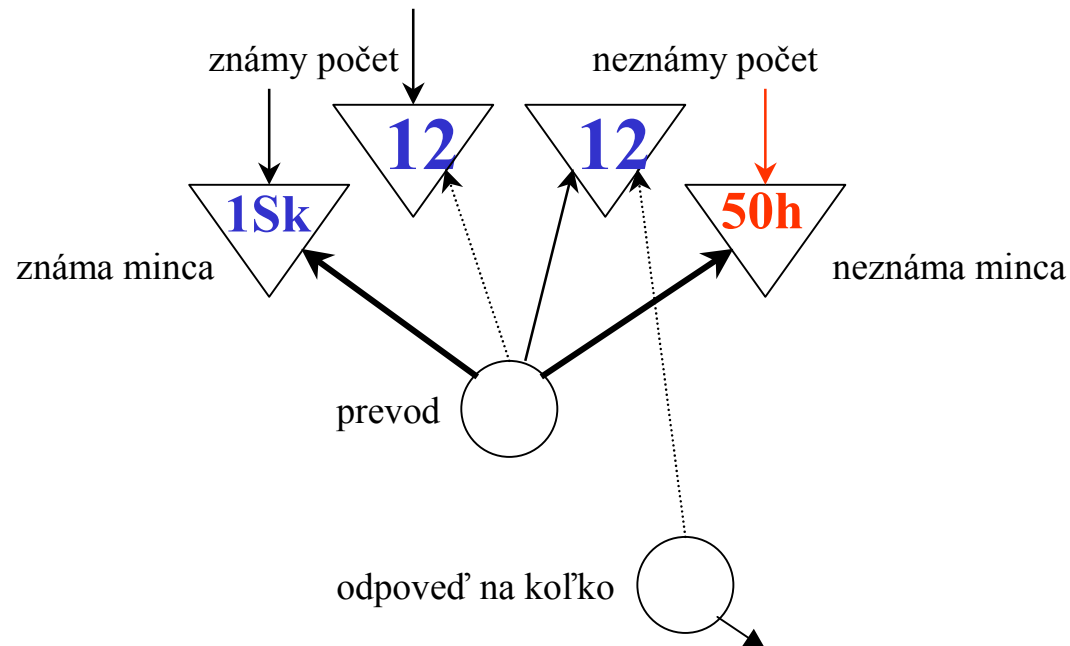 známy počet
neznámy počet
12
12
1Sk
50h
známa minca
neznáma minca
prevod
odpoveď na koľko